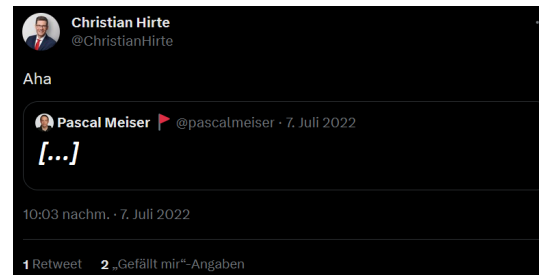 Christian Hirte
@ChristianHirte
Aha
Pascal Meiser 🚩 @pascalmeiser · 7. Juli 2022
[...]
10:03 nachm. · 7. Juli 2022
1 Retweet 2 „Gefällt mir“-Angaben